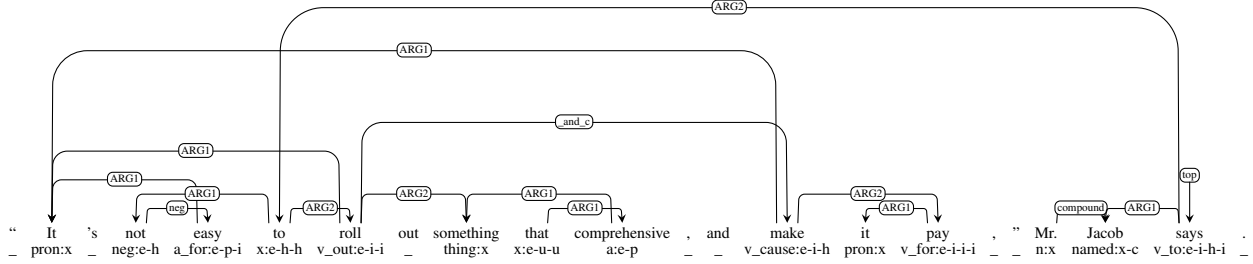 ARG2
ARG1
_and_c
ARG1
ARG1 top
ARG1 ARG2 ARG1 ARG2
neg ARG2 ARG1 ARG1 compound ARG1
“ It 's not easy to roll out something that comprehensive , and make it pay , ” Mr. Jacob says .
_ pron:x _ neg:e-h a_for:e-p-i x:e-h-h v_out:e-i-i _ thing:x x:e-u-u a:e-p _ _ v_cause:e-i-h pron:x v_for:e-i-i-i _ _ n:x named:x-c v_to:e-i-h-i _